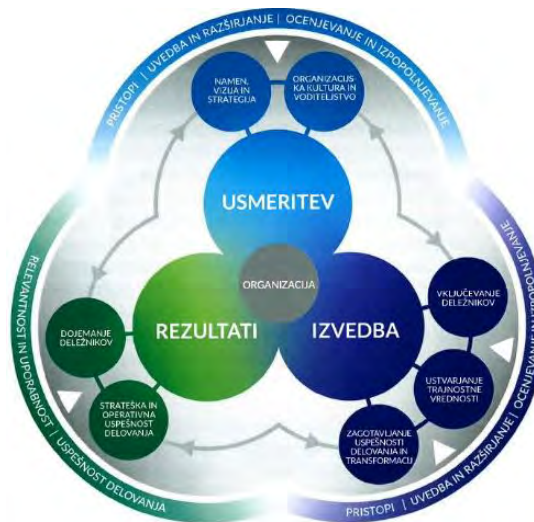 PRISTOPI | UVEDBA IN RAZŠIRJANJE | OCENJEVANJE IN IZPOPOLNJEVANJE
NAMEN,
VIZIJA IN
STRATEGIJA
ORGANIZACIJS-
KA KULTURA IN
VODITELJSTVO
USMERITEV
ORGANIZACIJA
REZULTATI
IZVEDBA
DOJEMANJE
DELEŽNIKOV
STRATEŠKA IN
OPERATIVNA
USPEŠNOST
DELOVANJA
VKLJUČEVANJE
DELEŽNIKOV
USTVARJANJE
TRAJNOSTNE
VREDNOSTI
ZAGOTAVLJANJE
USPEŠNOSTI
DELOVANJA IN
TRANSFORMACIJ
RELEVANTNOST IN UPORABNOST | USPEŠNOST DELOVANJA
PRISTOPI | UVEDBA IN RAZŠIRJANJE | OCENJEVANJE IN IZPOPOLNJEVANJE